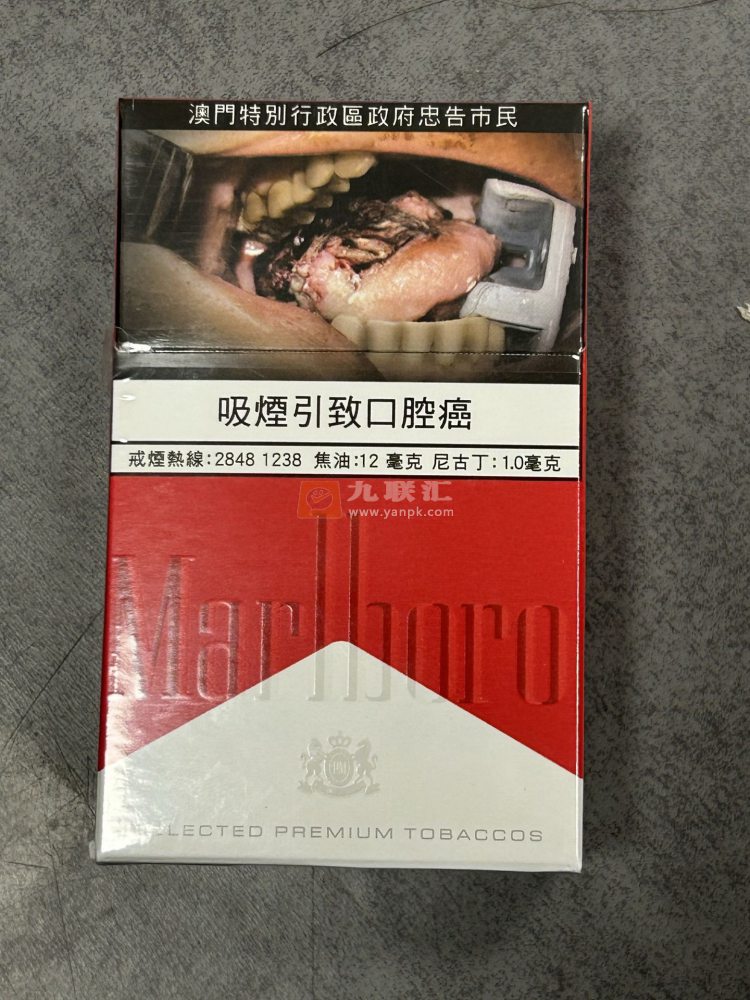 澳門特別行政區政府忠告市民
吸煙引致口腔癌
戒煙熱線:2848 1238 焦油:12 毫克 尼古丁:1.0毫克
九联汇
www.yanpk.com
Marlboro
PREMIUM TOBACCOS